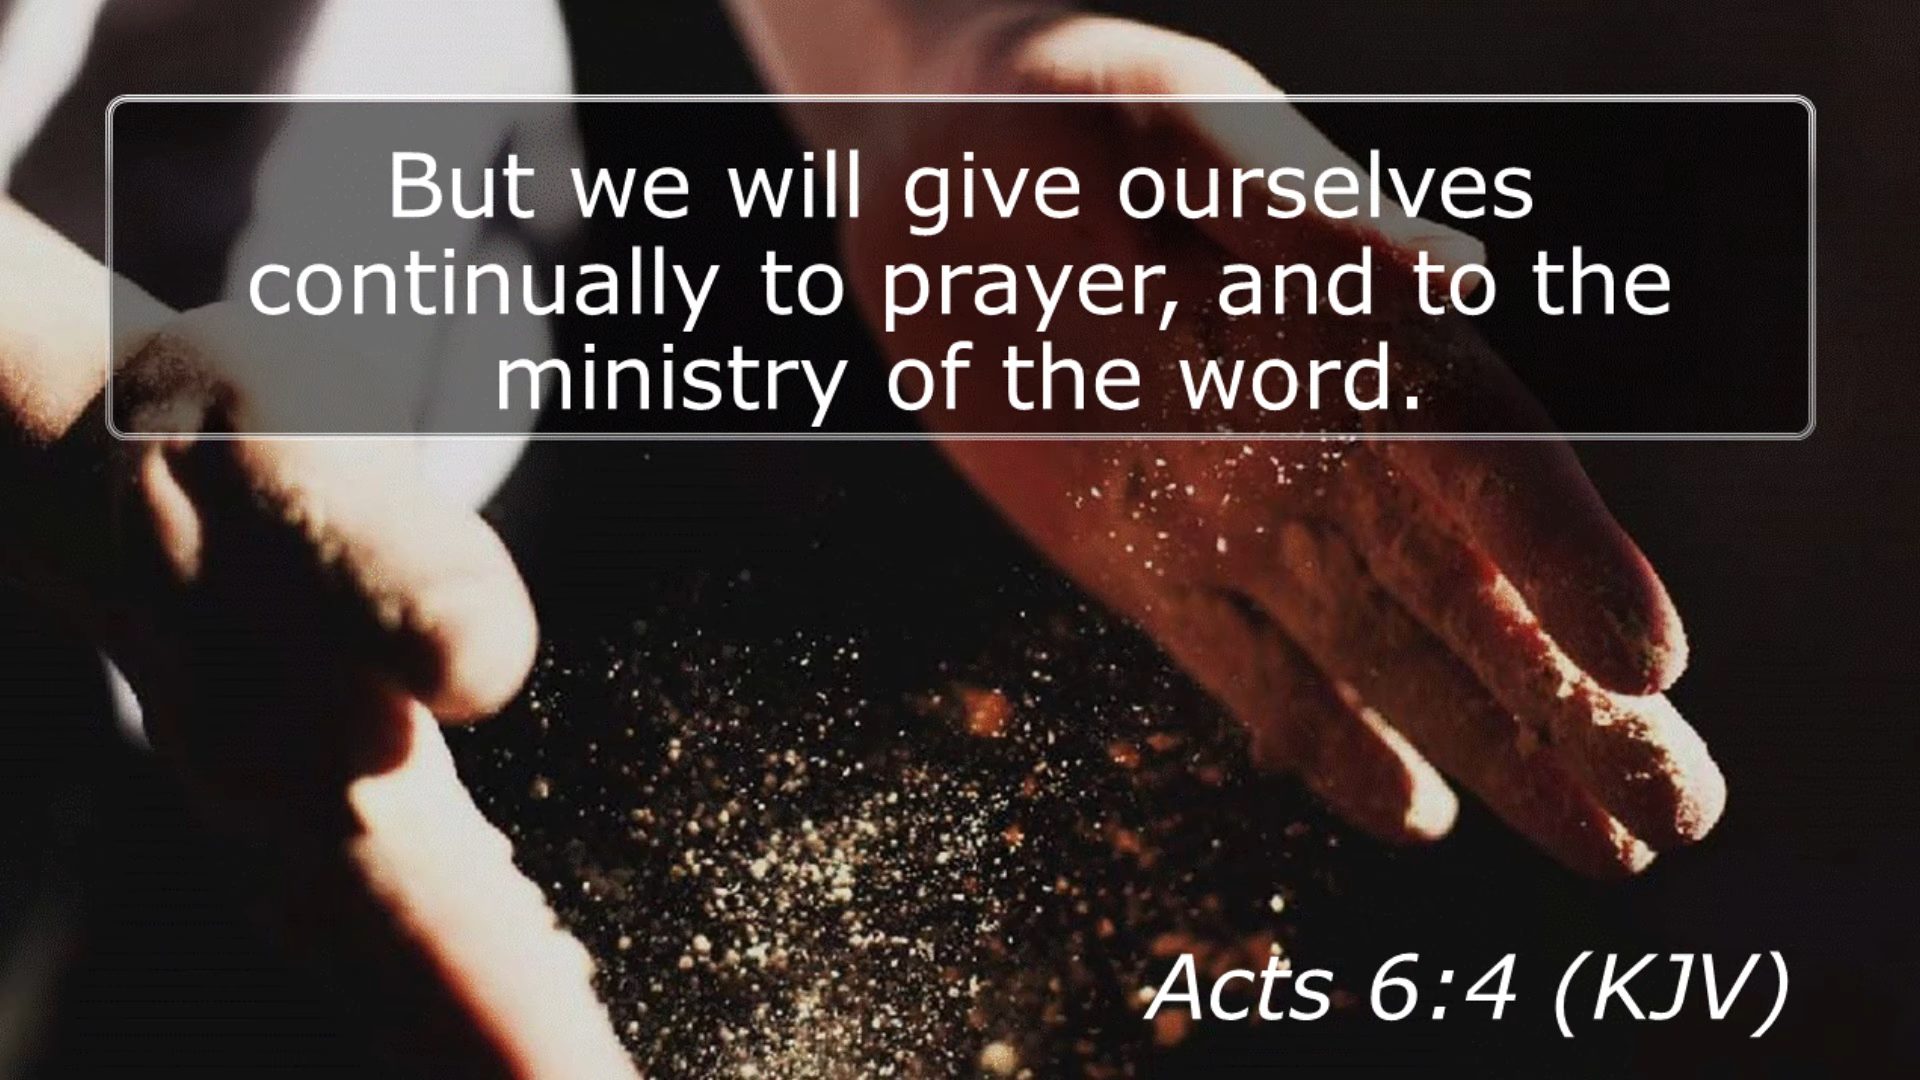 But we will give ourselves
continually to prayer, and to the
ministry of the word.
Acts 6:4 (KJV)